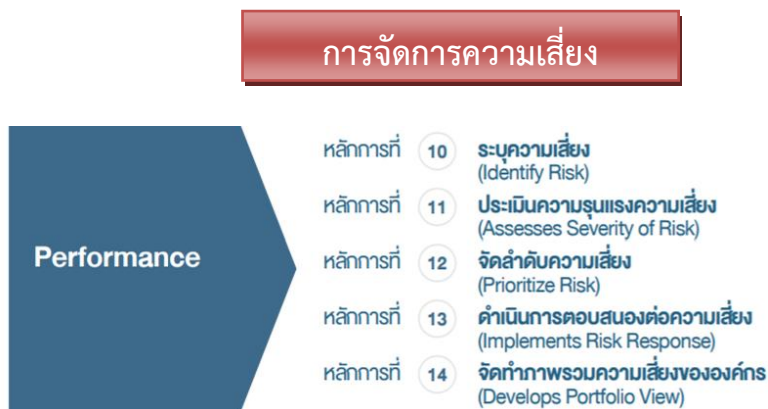 การจัดการความเสี่ยง
Performance
หลักการที่ 10 ระบุความเสี่ยง
(Identify Risk)
หลักการที่ 11 ประเมินความรุนแรงความเสี่ยง
(Assesses Severity of Risk)
หลักการที่ 12 จัดลำดับความเสี่ยง
(Prioritize Risk)
หลักการที่ 13 ดำเนินการตอบสนองต่อความเสี่ยง
(Implements Risk Response)
หลักการที่ 14 จัดทำภาพรวมความเสี่ยงขององค์กร
(Develops Portfolio View)